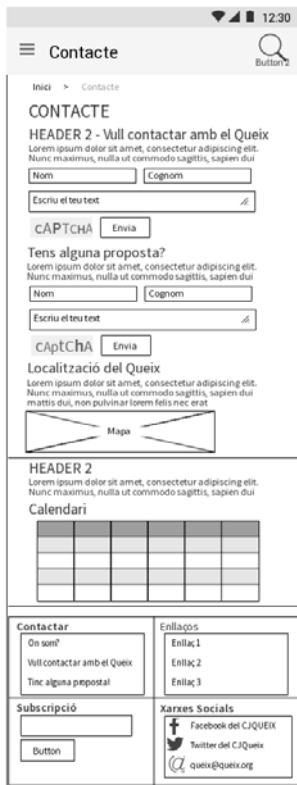 12:30
Contacte
Button 2
Inici > Contacte
CONTACTE
HEADER 2 - Vull contactar amb el Queix
Lorem ipsum dolor sit amet, consectetur adipiscing elit.
Nunc maximus, nulla ut commodo sagittis, sapien dui
Nom Cognom
Escriu el teu text
cAPTCHA Envia
Tens alguna proposta?
Lorem ipsum dolor sit amet, consectetur adipiscing elit.
Nunc maximus, nulla ut commodo sagittis, sapien dui
Nom Cognom
Escriu el teu text
cAptChA Envia
Localització del Queix
Lorem ipsum dolor sit amet, consectetur adipiscing elit.
Nunc maximus, nulla ut commodo sagittis, sapien dui
mattis dui, non pulvinar lorem felis nec erat
Mapa
HEADER 2
Lorem ipsum dolor sit amet, consectetur adipiscing elit.
Nunc maximus, nulla ut commodo sagittis, sapien dui
Calendari
Contactar
On som?
Vull contactar amb el Queix
Tinc alguna proposta!
Enllaços
Enllaç 1
Enllaç 2
Enllaç 3
Subscripció
Button
Xarxes Socials
Facebook del CJQUEIX
Twitter del CJQueix
queix@queix.org